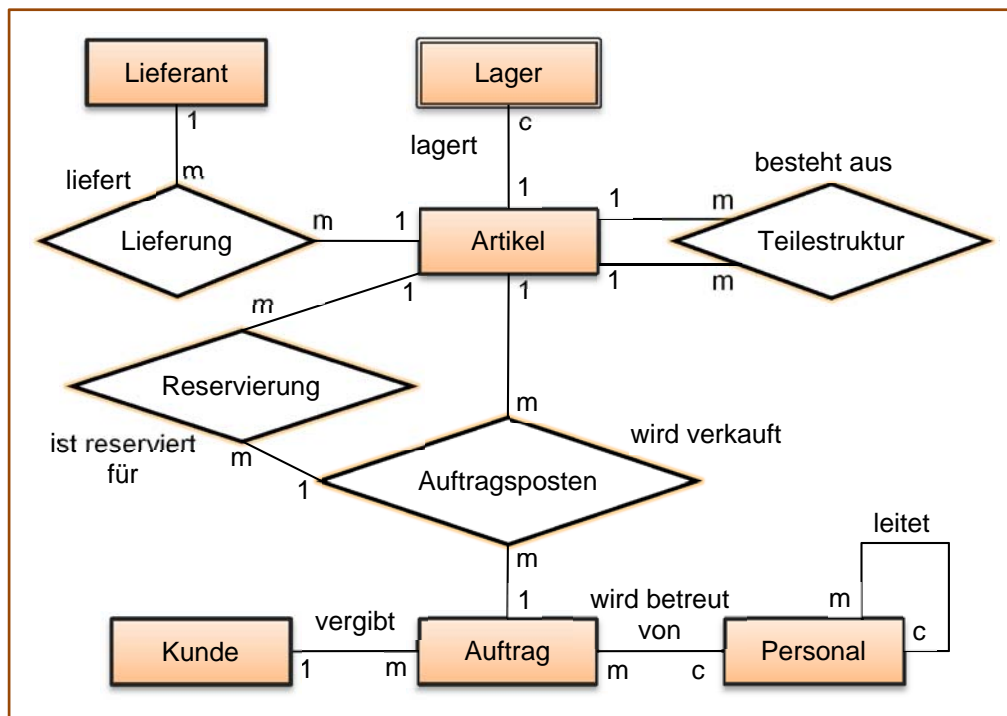 Lieferant
Lager
1
c
lagert
besteht aus
liefert
m
1
1
m
m
1
Lieferung
Artikel
Teilestruktur
1
1
1
m
m
Reservierung
m
ist reserviert
für
m
1
wird verkauft
Auftragsposten
leitet
m
1
vergibt
wird betreut
von
m
c
Kunde
1
m
Auftrag
m
c
Personal